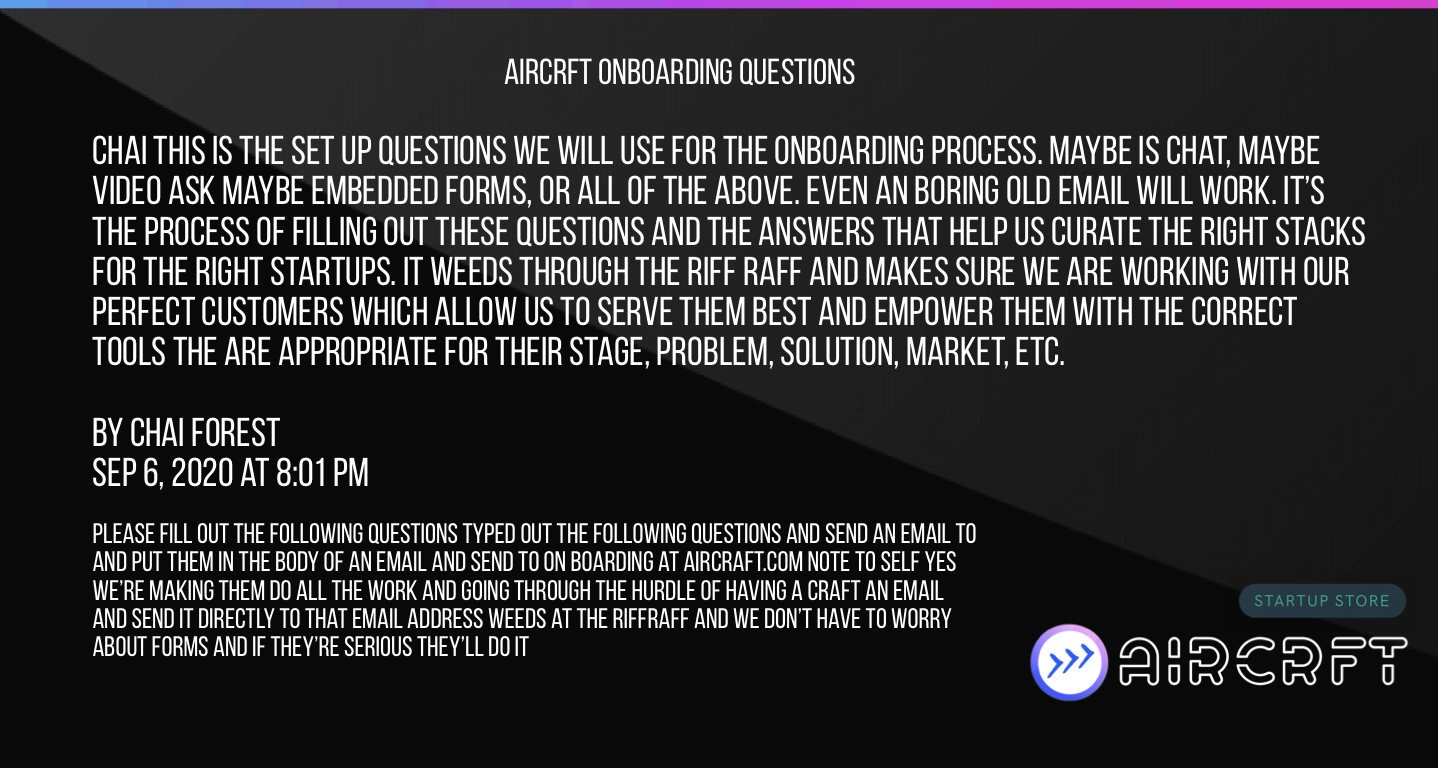 AIRCRFT ONBOARDING QUESTIONS
CHAI THIS IS THE SET UP QUESTIONS WE WILL USE FOR THE ONBOARDING PROCESS. MAYBE IS CHAT, MAYBE
VIDEO ASK MAYBE EMBEDDED FORMS, OR ALL OF THE ABOVE. EVEN AN BORING OLD EMAIL WILL WORK. IT’S
THE PROCESS OF FILLING OUT THESE QUESTIONS AND THE ANSWERS THAT HELP US CURATE THE RIGHT STACKS
FOR THE RIGHT STARTUPS. IT WEEDS THROUGH THE RIFF RAFF AND MAKES SURE WE ARE WORKING WITH OUR
PERFECT CUSTOMERS WHICH ALLOW US TO SERVE THEM BEST AND EMPOWER THEM WITH THE CORRECT
TOOLS THE ARE APPROPRIATE FOR THEIR STAGE, PROBLEM, SOLUTION, MARKET, ETC.
BY CHAI FOREST
SEP 6, 2020 AT 8:01 PM
PLEASE FILL OUT THE FOLLOWING QUESTIONS TYPED OUT THE FOLLOWING QUESTIONS AND SEND AN EMAIL TO
AND PUT THEM IN THE BODY OF AN EMAIL AND SEND TO ON BOARDING AT AIRCRAFT.COM NOTE TO SELF YES
WE’RE MAKING THEM DO ALL THE WORK AND GOING THROUGH THE HURDLE OF HAVING A CRAFT AN EMAIL
AND SEND IT DIRECTLY TO THAT EMAIL ADDRESS WEEDS AT THE RIFFRAFF AND WE DON’T HAVE TO WORRY
ABOUT FORMS AND IF THEY’RE SERIOUS THEY’LL DO IT
STARTUP STORE
AIRCRFT